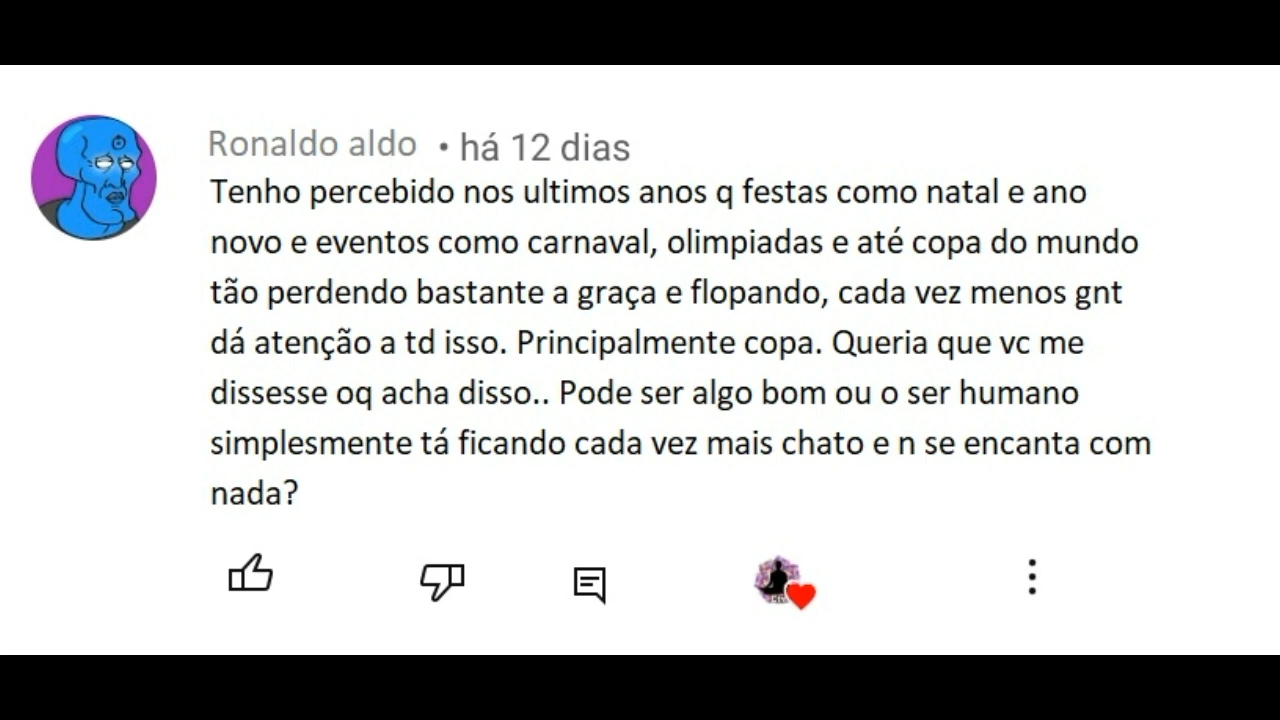 Ronaldo aldo • há 12 dias
Tenho percebido nos ultimos anos q festas como natal e ano
novo e eventos como carnaval, olimpiadas e até copa do mundo
tão perdendo bastante a graça e flopando, cada vez menos gnt
dá atenção a td isso. Principalmente copa. Queria que vc me
dissesse oq acha disso.. Pode ser algo bom ou o ser humano
simplesmente tá ficando cada vez mais chato e n se encanta com
nada?